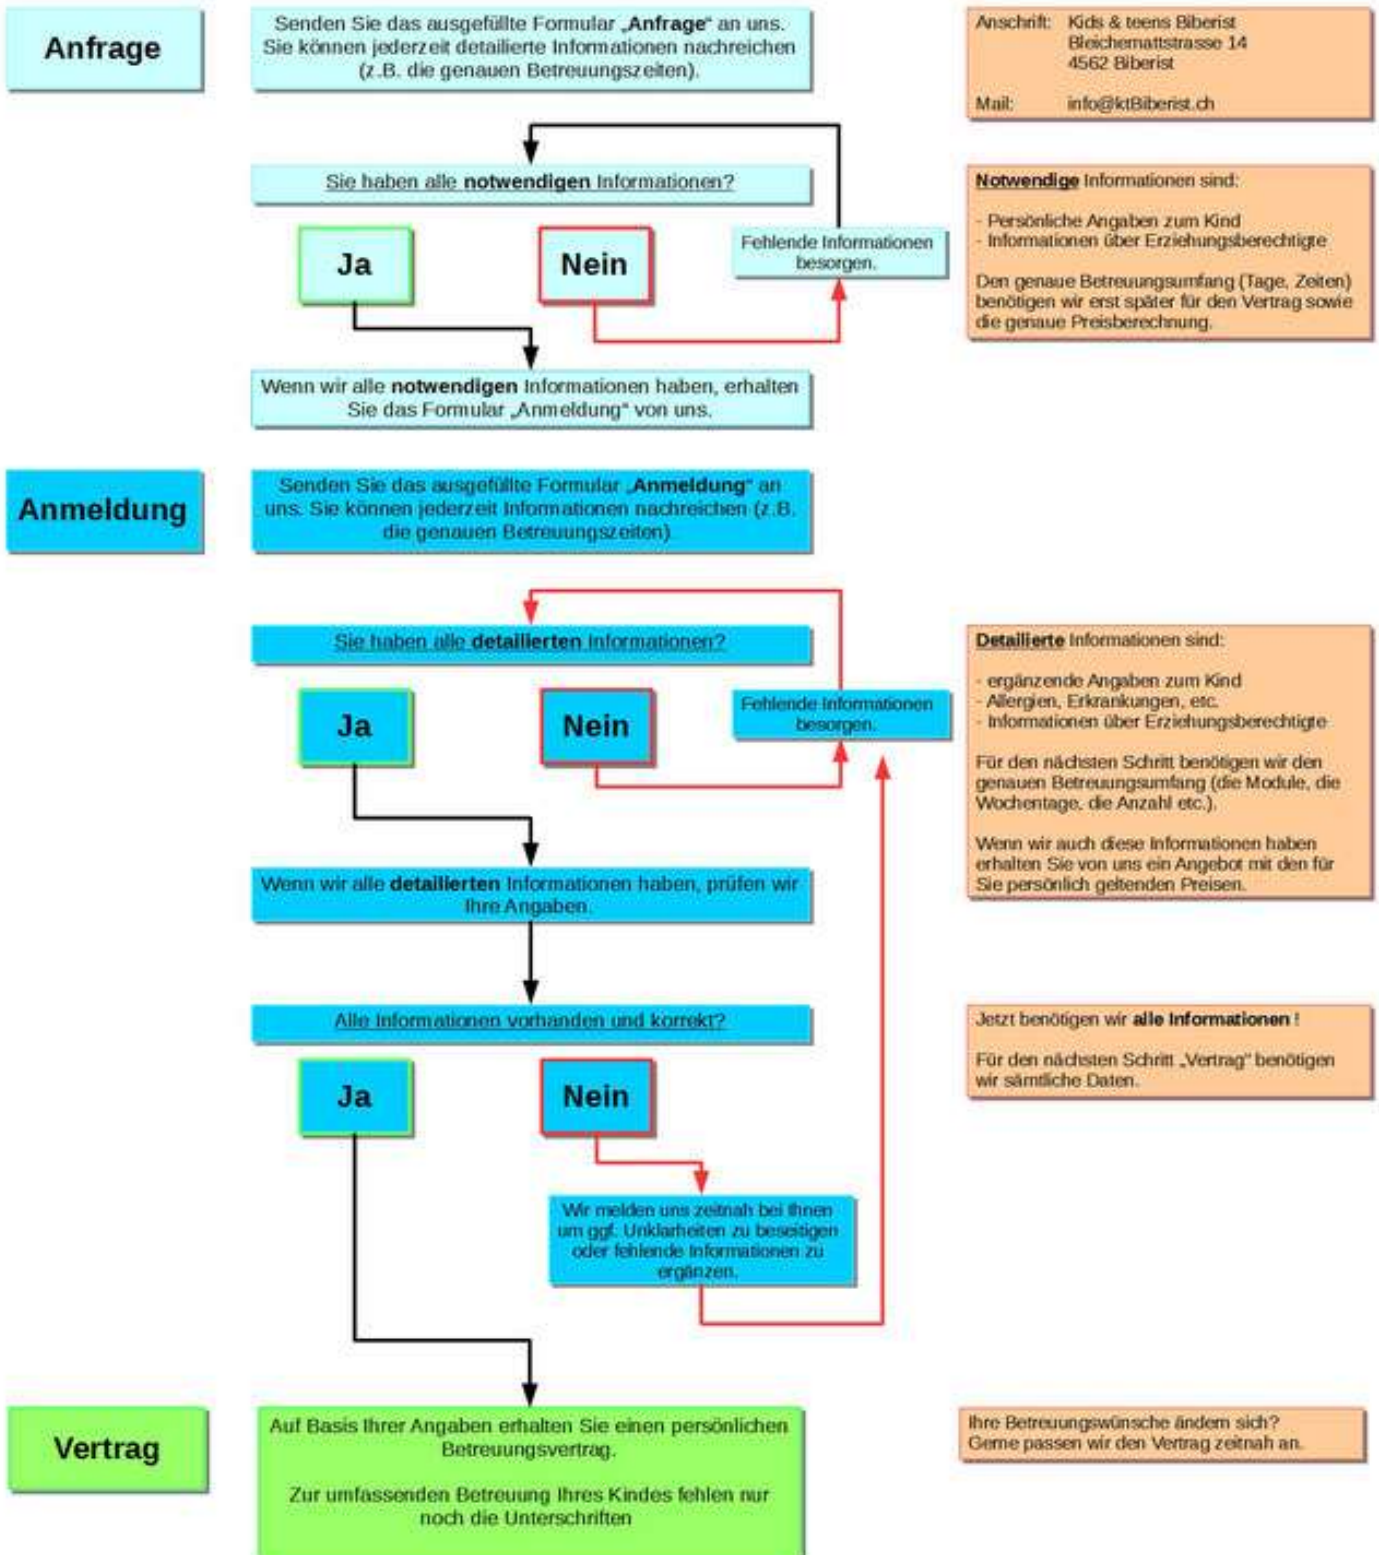 Anfrage
Senden Sie das ausgefüllte Formular „Anfrage“ an uns.
Sie können jederzeit detailierte Informationen nachreichen
(z.B. die genauen Betreuungszeiten).
Anschrift: Kids & teens Biberist
Bleichemattstrasse 14
4562 Biberist
Mail: info@ktBiberist.ch
Sie haben alle notwendigen Informationen?
Ja
Nein
Fehlende Informationen
besorgen.
Notwendige Informationen sind:
- Persönliche Angaben zum Kind
- Informationen über Erziehungsberechtigte
Den genaue Betreuungsumfang (Tage, Zeiten)
benötigen wir erst später für den Vertrag sowie
die genaue Preisberechnung.
Wenn wir alle notwendigen Informationen haben, erhalten
Sie das Formular „Anmeldung“ von uns.
Anmeldung
Senden Sie das ausgefüllte Formular „Anmeldung“ an
uns. Sie können jederzeit Informationen nachreichen (z.B.
die genauen Betreuungszeiten)
Sie haben alle detaillierten Informationen?
Ja
Nein
Fehlende Informationen
besorgen.
Detailierte Informationen sind:
- ergänzende Angaben zum Kind
- Allergien, Erkrankungen, etc.
- Informationen über Erziehungsberechtigte
Für den nächsten Schritt benötigen wir den
genauen Betreuungsumfang (die Module, die
Wochentage, die Anzahl etc.).
Wenn wir auch diese Informationen haben
erhalten Sie von uns ein Angebot mit den für
Sie persönlich geltenden Preisen.
Wenn wir alle detaillierten Informationen haben, prüfen wir
Ihre Angaben.
Alle Informationen vorhanden und korrekt?
Ja
Nein
Jetzt benötigen wir alle Informationen !
Für den nächsten Schritt „Vertrag“ benötigen
wir sämtliche Daten.
Wir melden uns zeitnah bei Ihnen
um ggf. Unklarheiten zu beseitigen
oder fehlende Informationen zu
ergänzen.
Vertrag
Auf Basis Ihrer Angaben erhalten Sie einen persönlichen
Betreuungsvertrag.
Zur umfassenden Betreuung Ihres Kindes fehlen nur
noch die Unterschriften
Ihre Betreuungswünsche ändern sich?
Gerne passen wir den Vertrag zeitnah an.